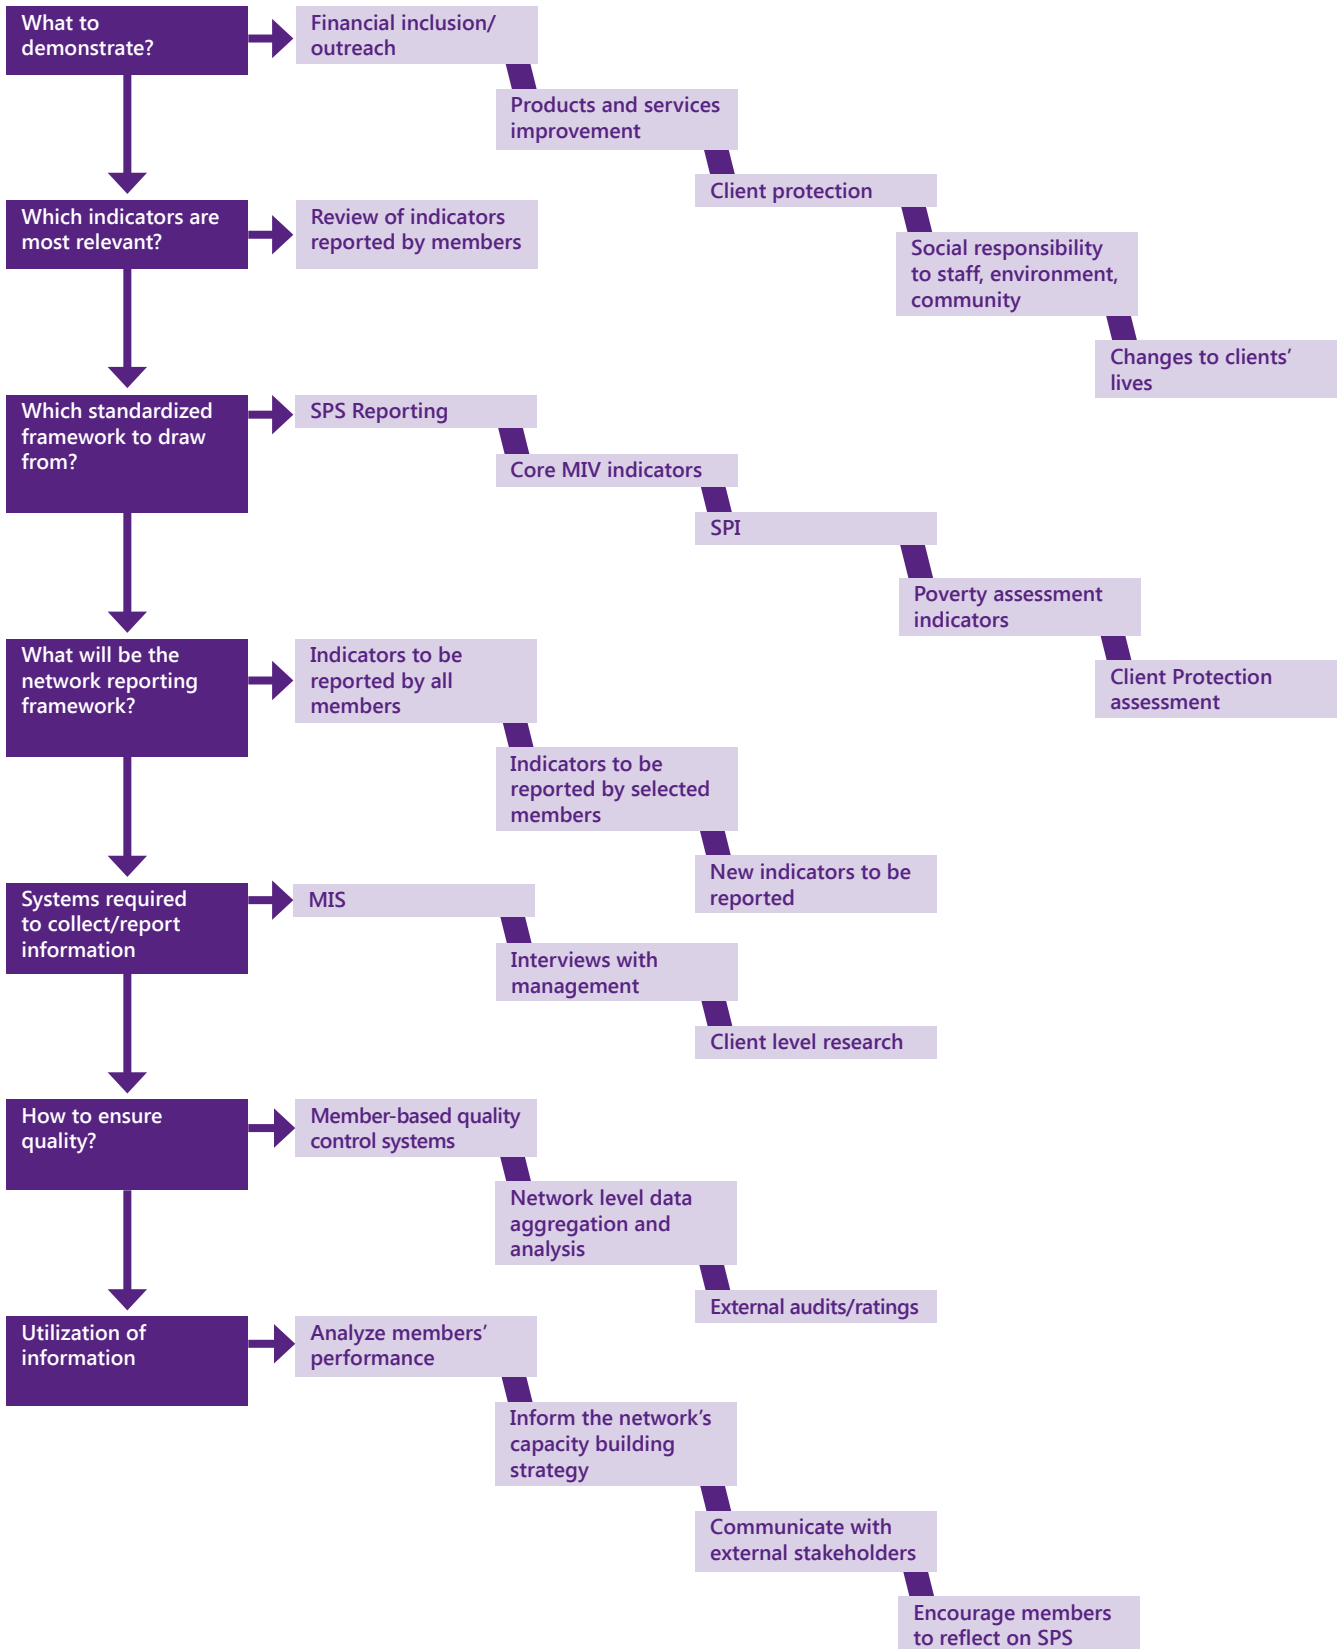 What to
demonstrate?
Financial inclusion/
outreach
Products and services
improvement
Client protection
Social responsibility
to staff, environment,
community
Changes to clients’
lives
Which indicators are
most relevant?
Review of indicators
reported by members
Which standardized
framework to draw
from?
SPS Reporting
Core MIV indicators
SPI
Poverty assessment
indicators
Client Protection
assessment
What will be the
network reporting
framework?
Indicators to be
reported by all
members
Indicators to be
reported by selected
members
New indicators to be
reported
Systems required
to collect/report
information
MIS
Interviews with
management
Client level research
How to ensure
quality?
Member-based quality
control systems
Network level data
aggregation and
analysis
External audits/ratings
Utilization of
information
Analyze members’
performance
Inform the network’s
capacity building
strategy
Communicate with
external stakeholders
Encourage members
to reflect on SPS